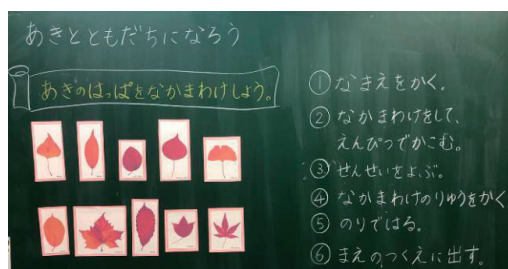 あきとともだちになろう
あきのはっぱをなかまわけしよう。
① なまえをかく。
② なかまわけをして、
えんぴつでかこむ。
③ せんせいをよぶ。
④ なかまわけのりゆうをかく
⑤ のりではる。
⑥ まえのつくえに出す。